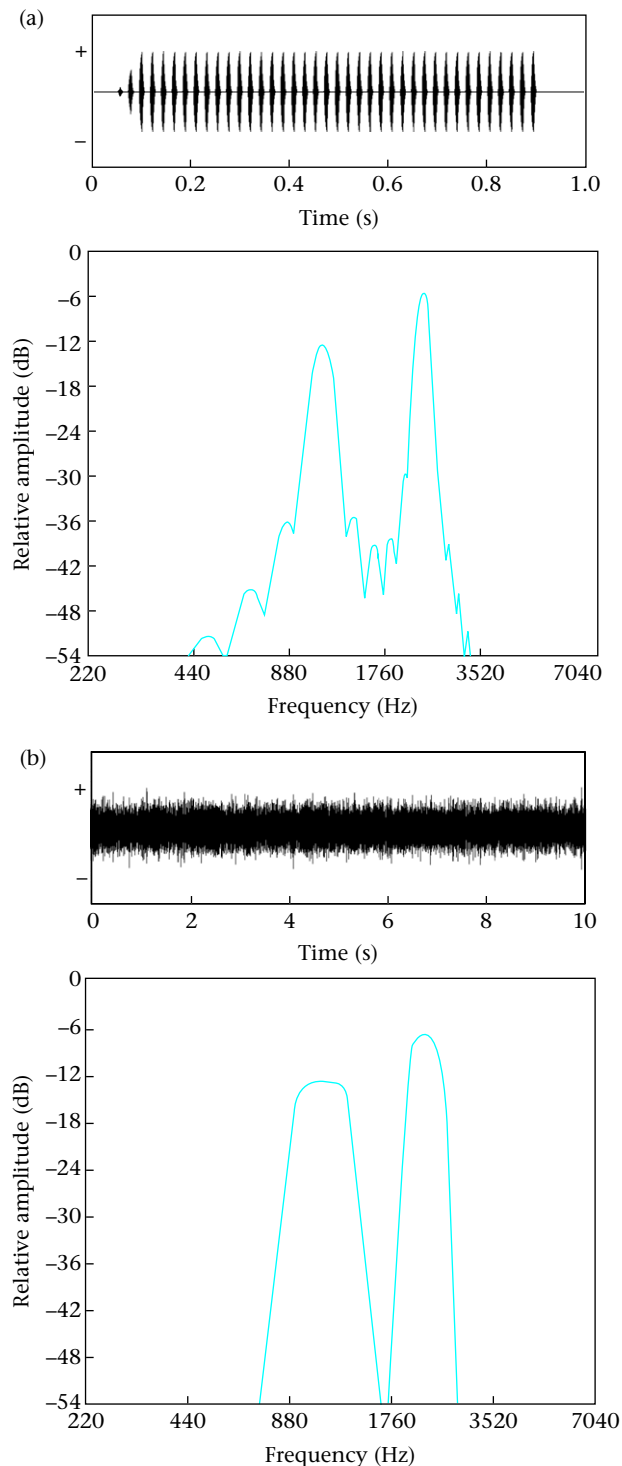 (a)
+
−
0 0.2 0.4 0.6 0.8 1.0
Time (s)
0
−6
−12
−18
−24
−30
−36
−42
−48
−54
Relative amplitude (dB)
220 440 880 1760 3520 7040
Frequency (Hz)
(b)
+
−
0 2 4 6 8 10
Time (s)
0
−6
−12
−18
−24
−30
−36
−42
−48
−54
Relative amplitude (dB)
220 440 880 1760 3520 7040
Frequency (Hz)